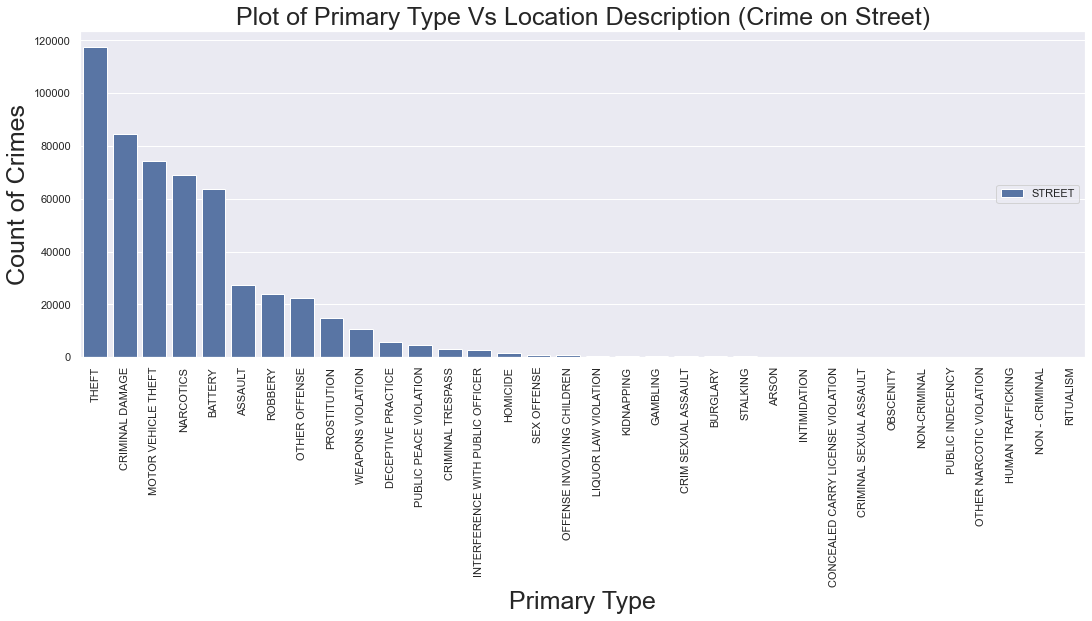 Plot of Primary Type Vs Location Description (Crime on Street)
Count of Crimes
120000
100000
80000
60000
40000
20000
0
STREET
THEFT
CRIMINAL DAMAGE
MOTOR VEHICLE THEFT
NARCOTICS
BATTERY
ASSAULT
ROBBERY
OTHER OFFENSE
PROSTITUTION
WEAPONS VIOLATION
DECEPTIVE PRACTICE
PUBLIC PEACE VIOLATION
CRIMINAL TRESPASS
INTERFERENCE WITH PUBLIC OFFICER
HOMICIDE
SEX OFFENSE
OFFENSE INVOLVING CHILDREN
LIQUOR LAW VIOLATION
KIDNAPPING
GAMBLING
CRIM SEXUAL ASSAULT
BURGLARY
STALKING
ARSON
INTIMIDATION
CONCEALED CARRY LICENSE VIOLATION
CRIMINAL SEXUAL ASSAULT
OBSCENITY
NON-CRIMINAL
PUBLIC INDECENCY
OTHER NARCOTIC VIOLATION
HUMAN TRAFFICKING
NON - CRIMINAL
RITUALISM
Primary Type